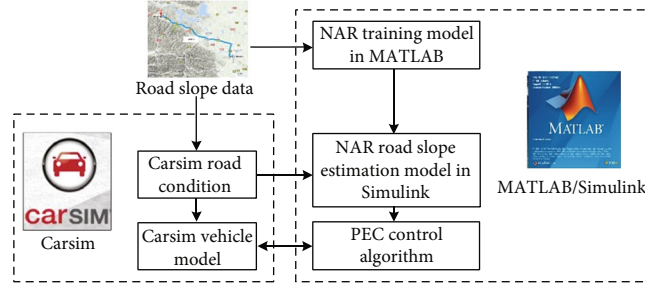 NAR training model
in MATLAB
Road slope data
MATLAB
Carsim road
condition
NAR road slope
estimation model in
Simulink
MATLAB/Simulink
carSIM
Carsim
Carsim vehicle
model
PEC control
algorithm